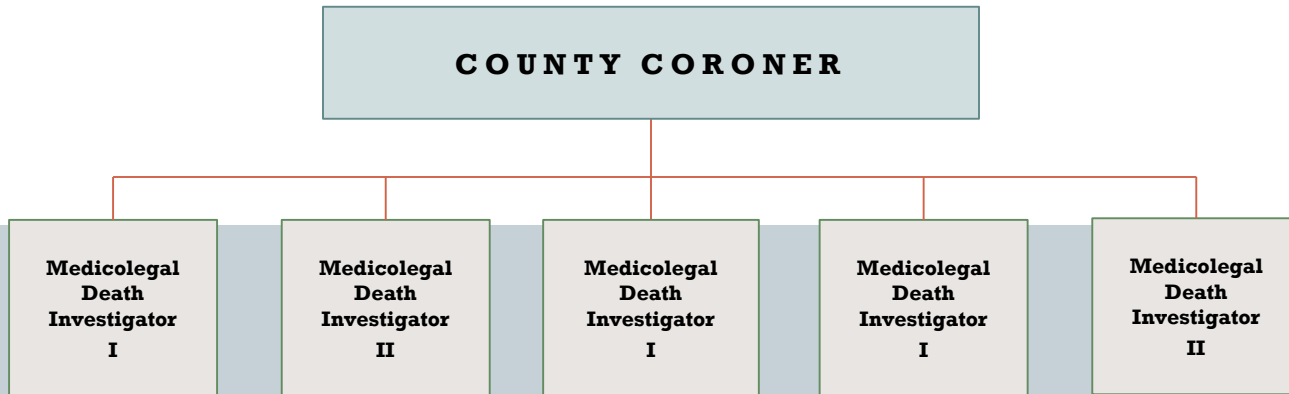 COUNTY CORONER
Medicolegal
Death
Investigator
I
Medicolegal
Death
Investigator
II
Medicolegal
Death
Investigator
I
Medicolegal
Death
Investigator
I
Medicolegal
Death
Investigator
II